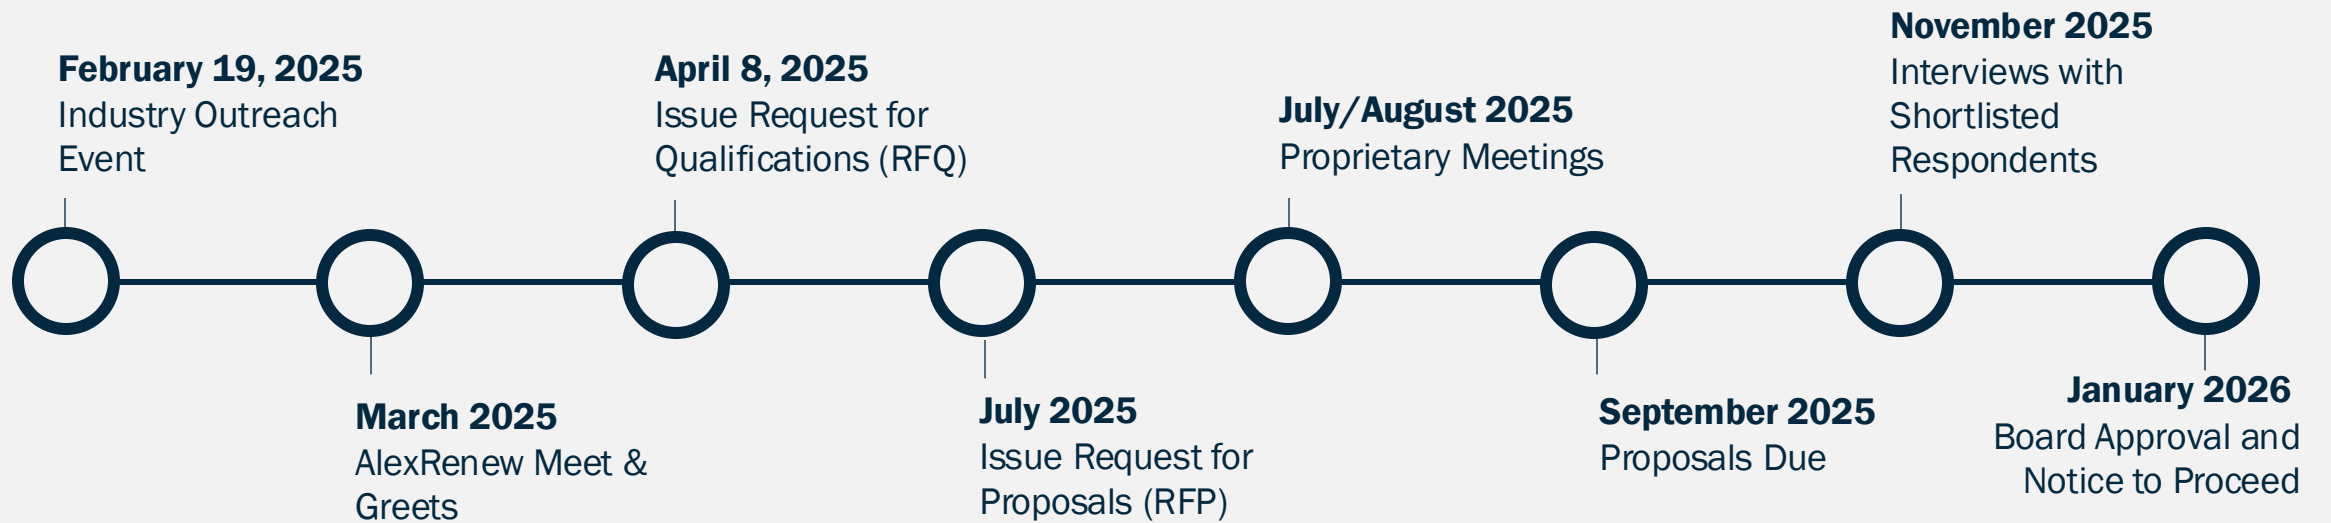 February 19, 2025
Industry Outreach
Event
March 2025
AlexRenew Meet &
Greets
April 8, 2025
Issue Request for
Qualifications (RFQ)
July 2025
Issue Request for
Proposals (RFP)
July/August 2025
Proprietary Meetings
September 2025
Proposals Due
November 2025
Interviews with
Shortlisted
Respondents
January 2026
Board Approval and
Notice to Proceed